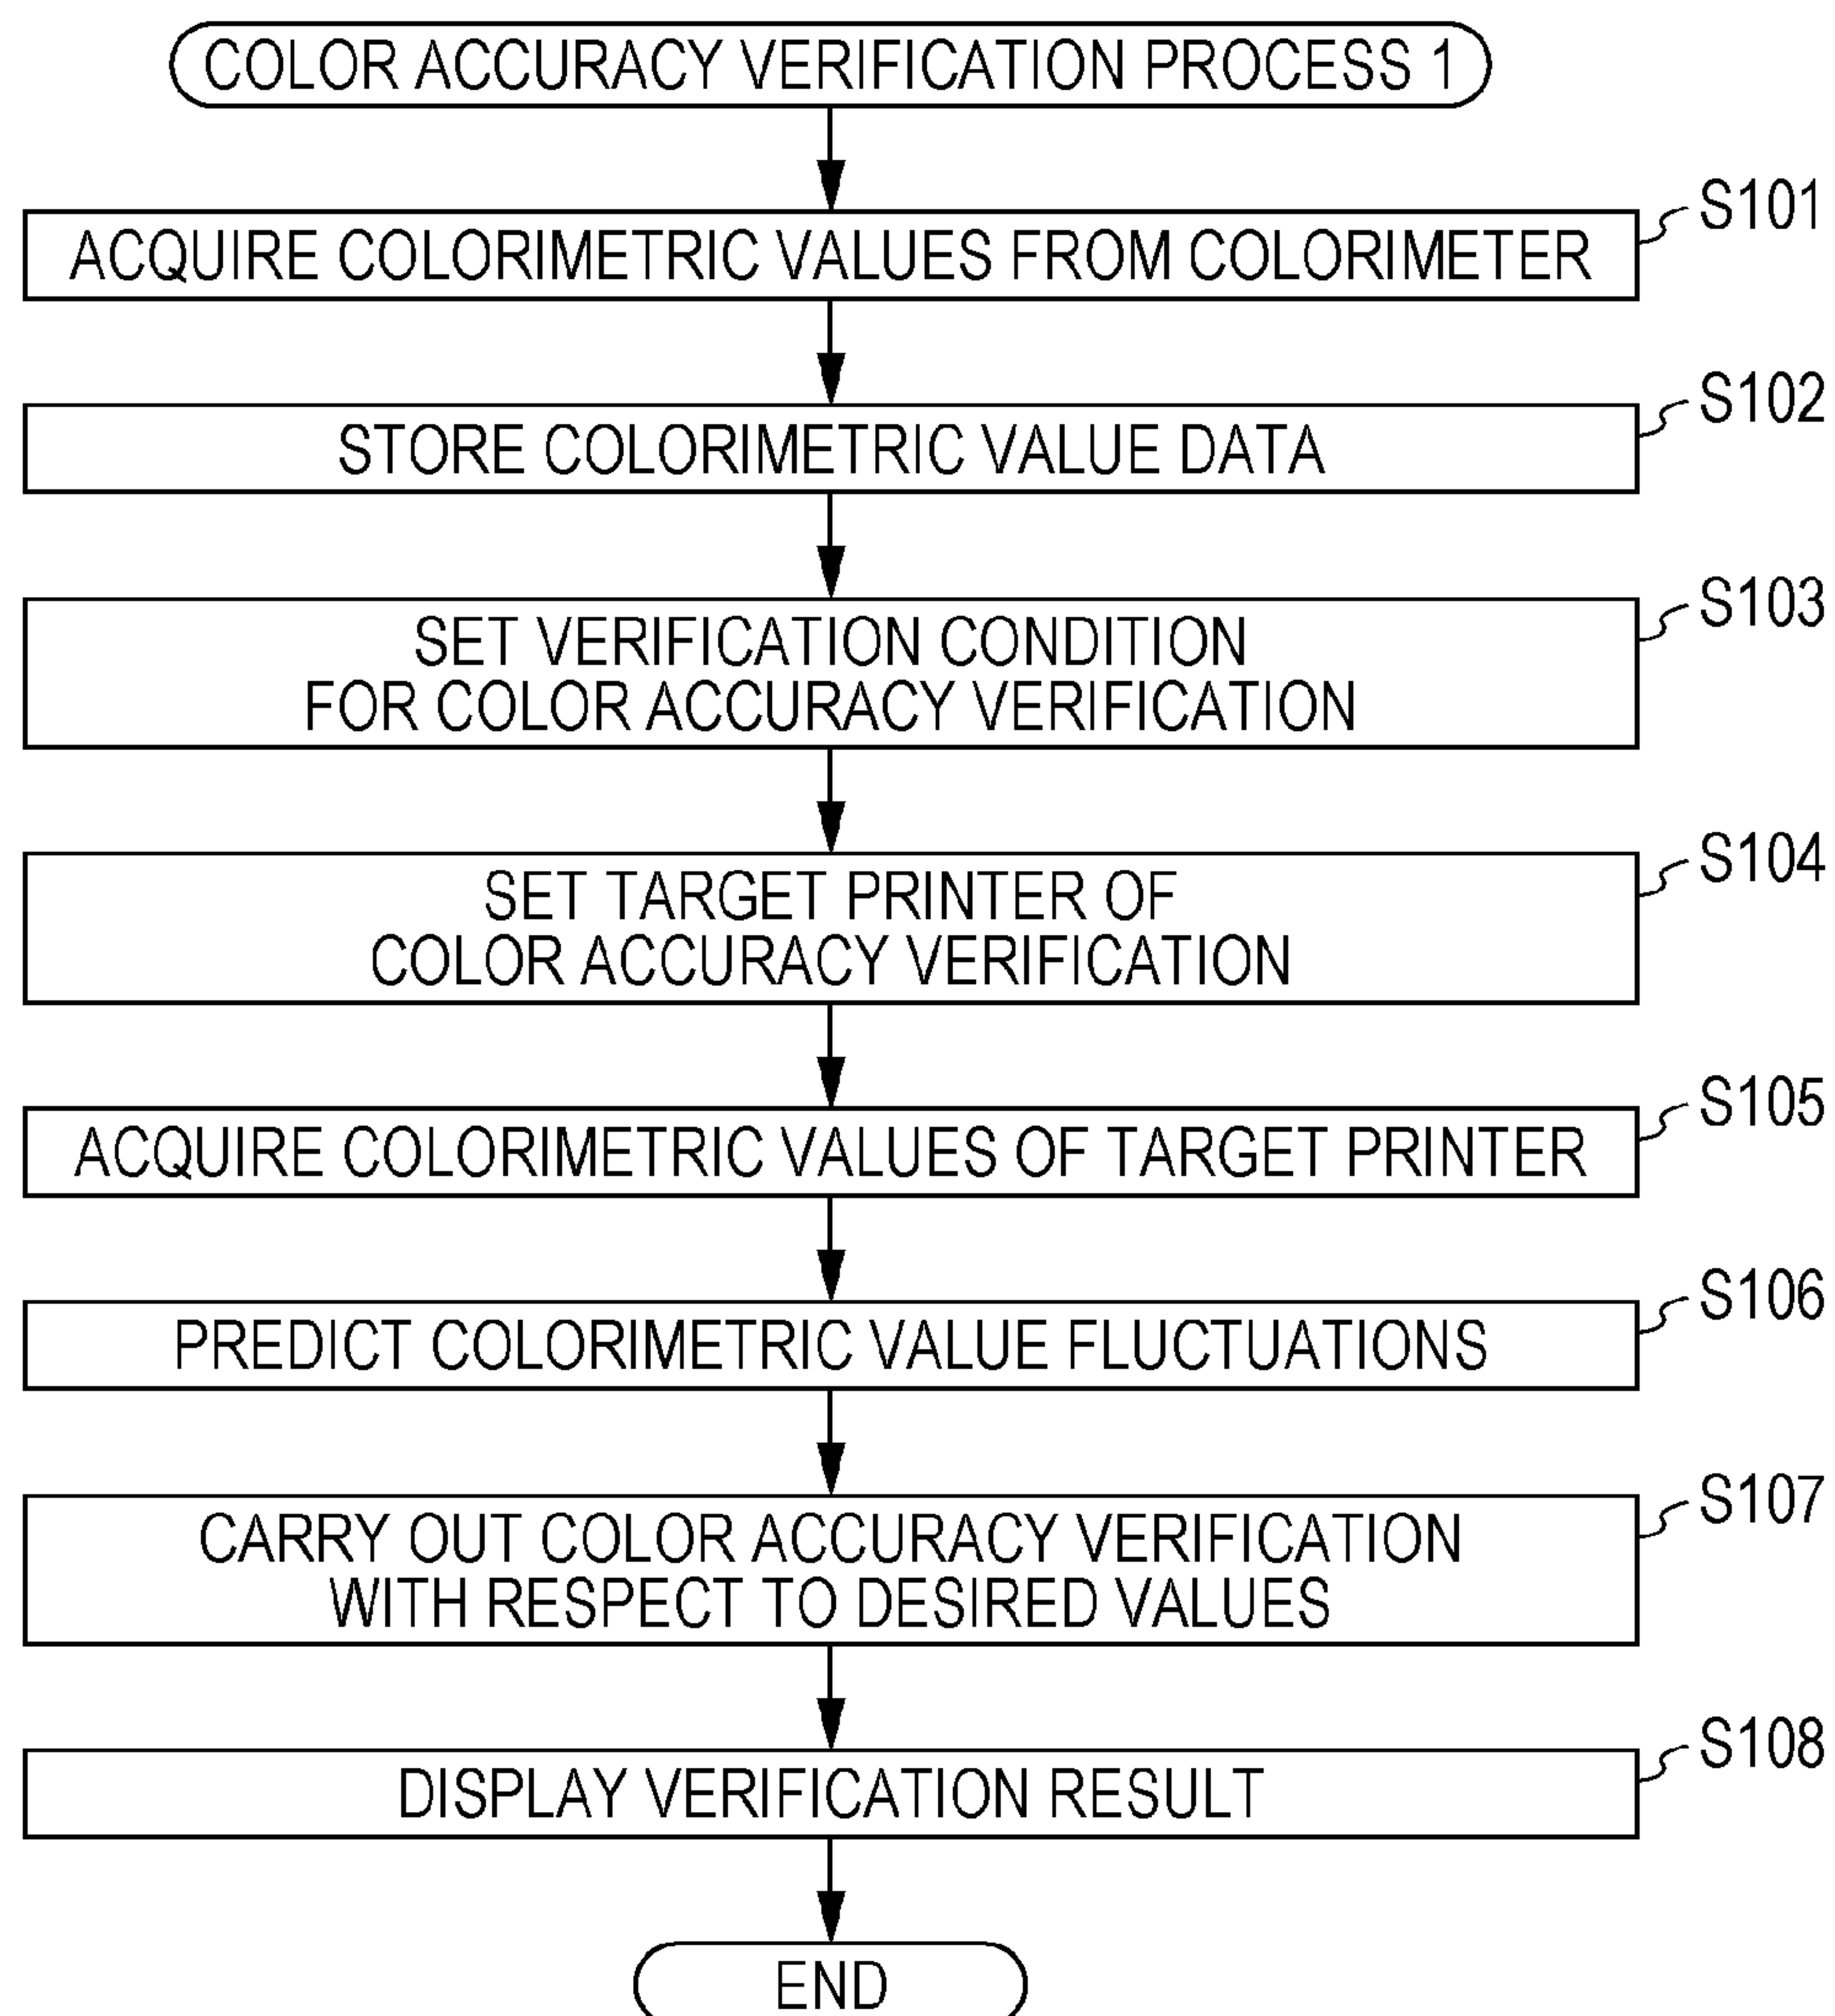 COLOR ACCURACY VERIFICATION PROCESS 1
S101
ACQUIRE COLORIMETRIC VALUES FROM COLORIMETER
S102
STORE COLORIMETRIC VALUE DATA
S103
SET VERIFICATION CONDITION
FOR COLOR ACCURACY VERIFICATION
S104
SET TARGET PRINTER OF
COLOR ACCURACY VERIFICATION
S105
ACQUIRE COLORIMETRIC VALUES OF TARGET PRINTER
S106
PREDICT COLORIMETRIC VALUE FLUCTUATIONS
S107
CARRY OUT COLOR ACCURACY VERIFICATION
WITH RESPECT TO DESIRED VALUES
S108
DISPLAY VERIFICATION RESULT
END